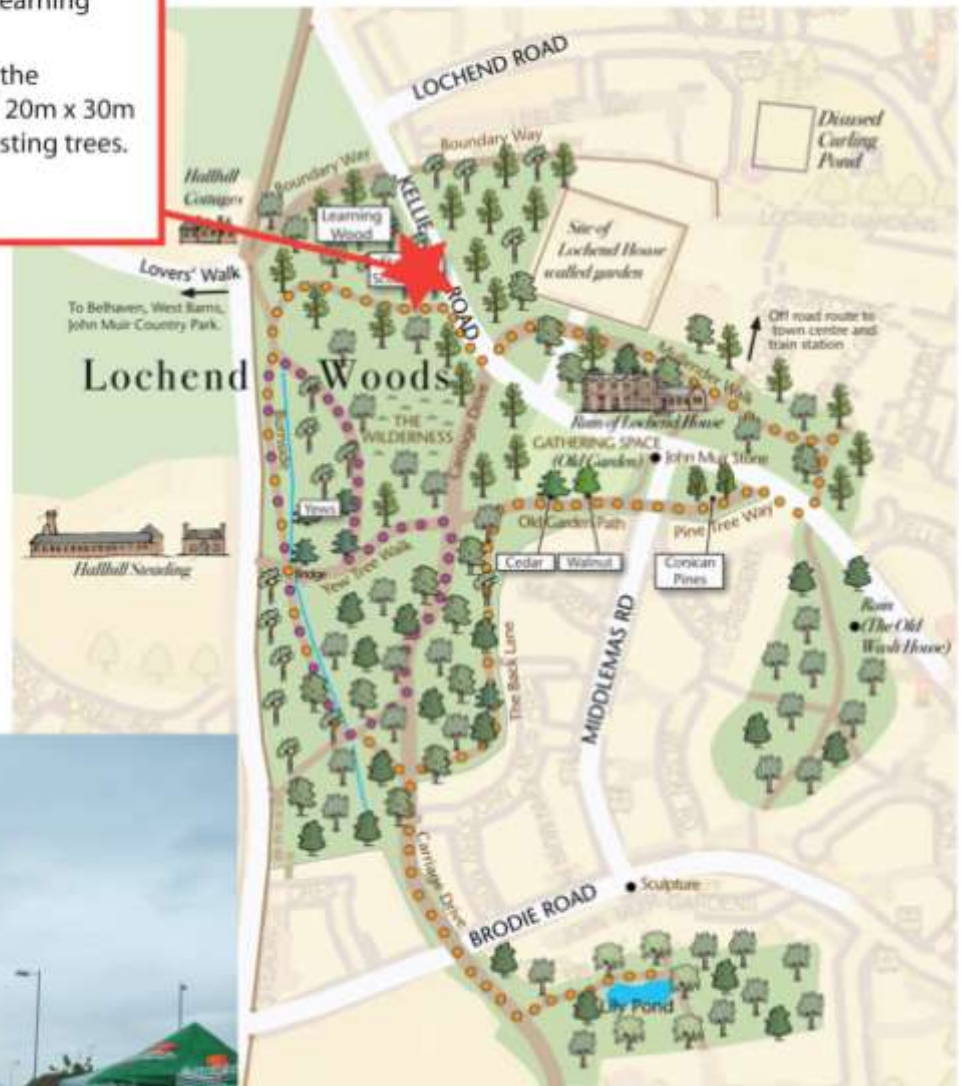 earning
the
20m x 30m
sting trees.
LOCHEND ROAD
Disused
Curling
Pond
Boundary Way
Boundary Way
Hallhill
Cottages
KELLIE
ROAD
Learning
Wood
Site of
Lochend House
walled garden
LOCHEND GARDENS
Lovers' Walk
To Belhaven, West Barns,
John Muir Country Park.
Off road route to
town centre and
train station
Lochend Woods
THE
WILDERNESS
Carriage Drive
Ruin of Lochend House
GATHERING SPACE
(Old Garden)
John Muir Stone
Yews
Old Garden Path
Pine Tree Way
Cedar
Walnut
Corsican
Pines
Hallhill Steading
Bridge
Yew Tree Walk
Ruin
(The Old
Wash House)
The Back Lane
MIDDLEMAS RD
Carriage Drive
BRODIE ROAD
Sculpture
Lily Pond